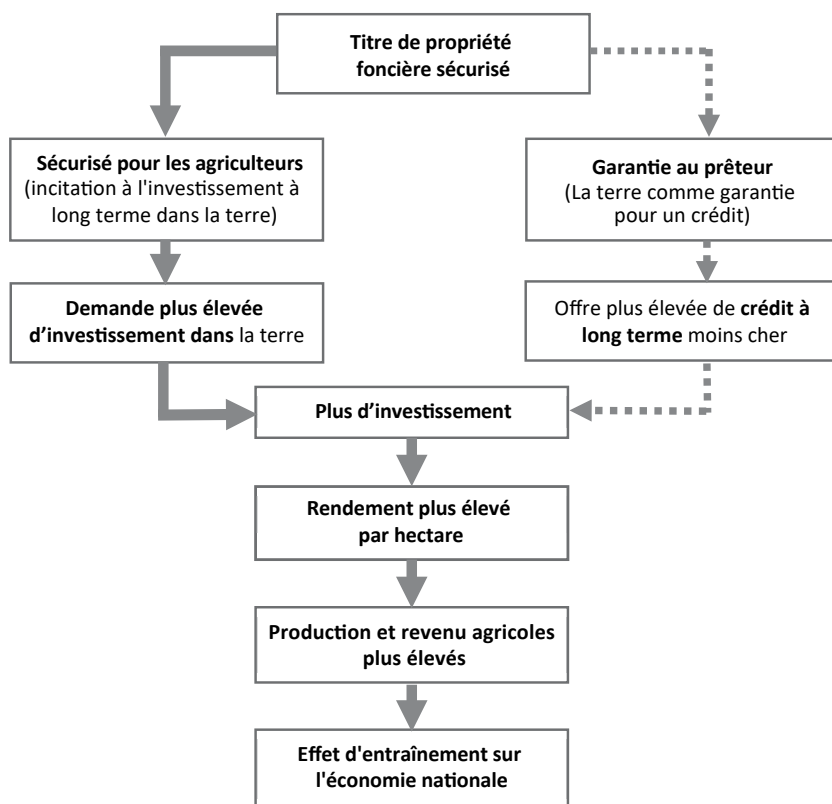 Titre de propriété
foncière sécurisé
Sécurisé pour les agriculteurs
(incitation à l'investissement à
long terme dans la terre)
Garantie au prêteur
(La terre comme garantie
pour un crédit)
Demande plus élevée
d’investissement dans la terre
Offre plus élevée de crédit à
long terme moins cher
Plus d’investissement
Rendement plus élevé
par hectare
Production et revenu agricoles
plus élevés
Effet d'entraînement sur
l'économie nationale